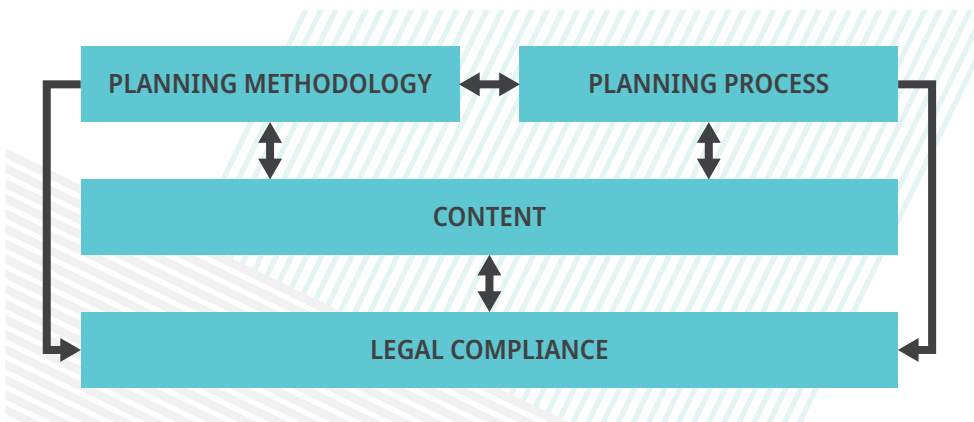 PLANNING METHODOLOGY
PLANNING PROCESS
CONTENT
LEGAL COMPLIANCE